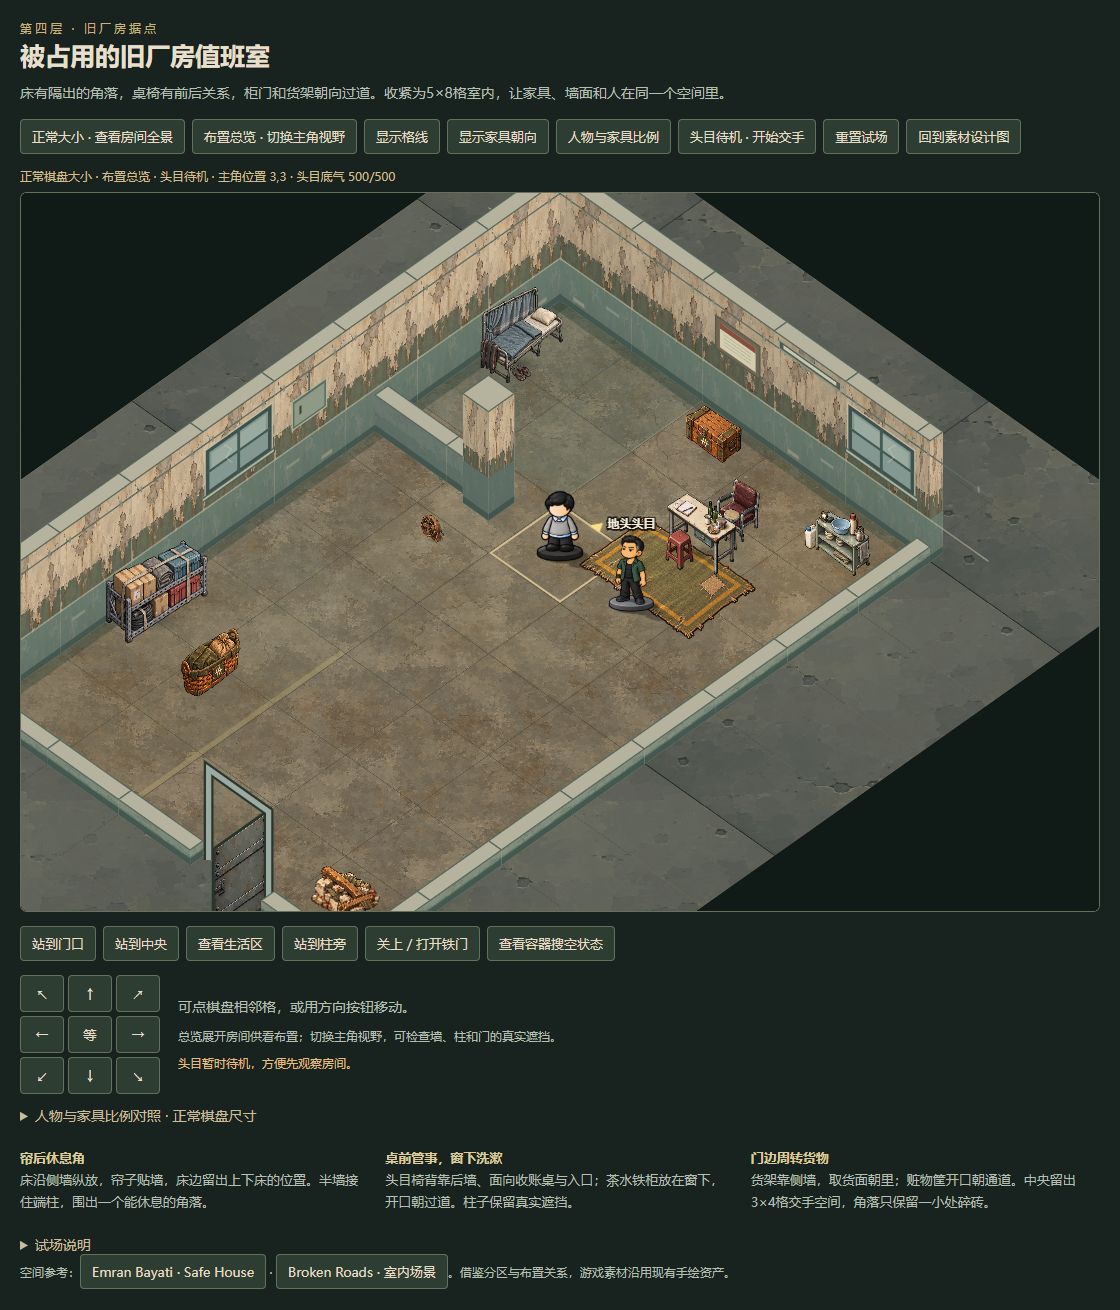 第四层 · 旧厂房据点
被占用的旧厂房值班室
床有隔出的角落，桌椅有前后关系，柜门和货架朝向过道。收紧为5×8格室内，让家具、墙面和人在同一个空间里。
正常大小 · 查看房间全景 布置总览 · 切换主角视野 显示格线 显示家具朝向 人物与家具比例 头目待机 · 开始交手 重置试场 回到素材设计图
正常棋盘大小 · 布置总览 · 头目待机 · 主角位置 3,3 · 头目底气 500/500
地头头目
站到门口 站到中央 查看生活区 站到柱旁 关上 / 打开铁门 查看容器搜空状态
↖ ↑ ↗
← 等 →
↙ ↓ ↘
可点棋盘相邻格，或用方向按钮移动。
总览展开房间供看布置；切换主角视野，可检查墙、柱和门的真实遮挡。
头目暂时待机，方便先观察房间。
▶ 人物与家具比例对照 · 正常棋盘尺寸
帘后休息角
床沿侧墙纵放，帘子贴墙，床边留出上下床的位置。半墙接
住端柱，围出一个能休息的角落。
桌前管事，窗下洗漱
头目椅背靠后墙、面向收账桌与入口；茶水铁柜放在窗下，
开口朝过道。柱子保留真实遮挡。
门边周转货物
货架靠侧墙，取货面朝里；赃物筐开口朝通道。中央留出
3×4格交手空间，角落只保留一小处碎砖。
▶ 试场说明
空间参考： Emran Bayati · Safe House · Broken Roads · 室内场景 。借鉴分区与布置关系，游戏素材沿用现有手绘资产。